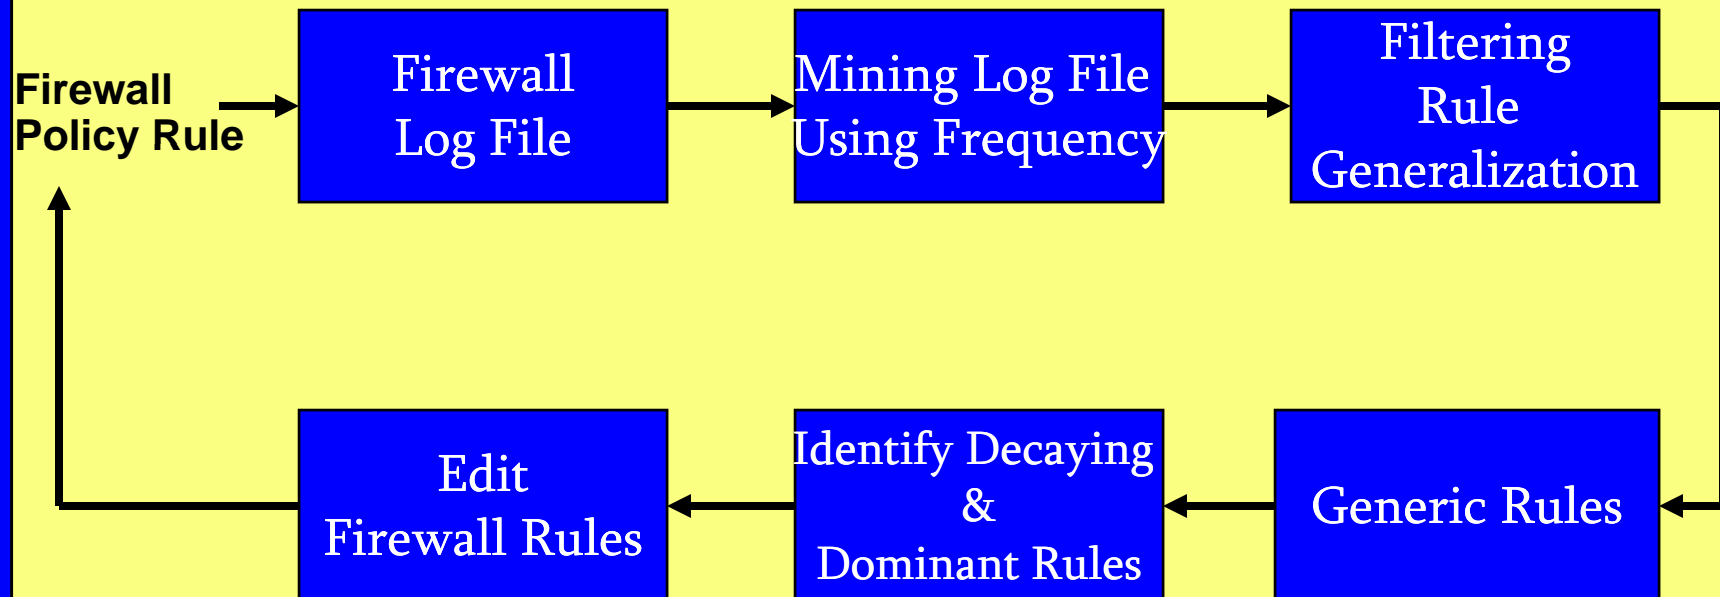 Firewall
Policy Rule
Firewall
Log File
Mining Log File
Using Frequency
Filtering
Rule
Generalization
Edit
Firewall Rules
Identify Decaying
&
Dominant Rules
Generic Rules